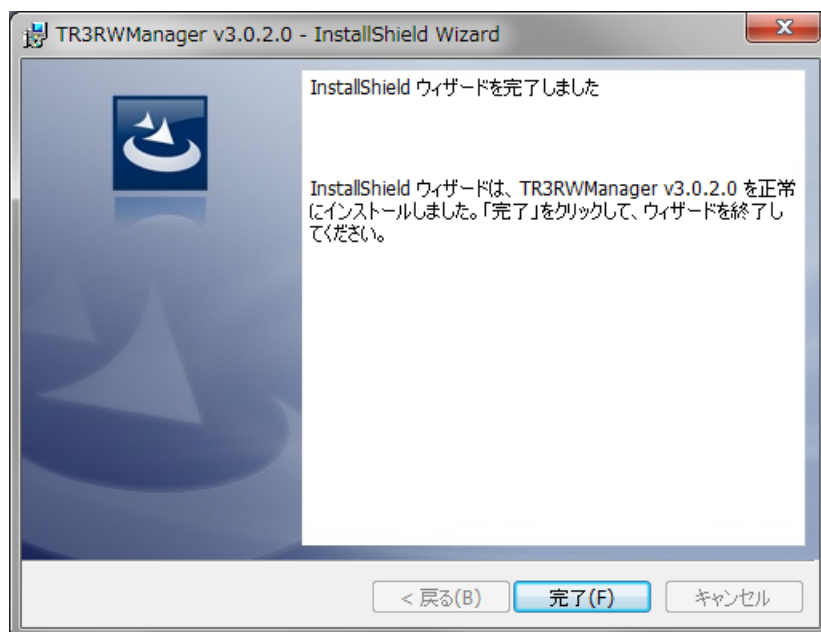 TR3RWManager v3.0.2.0 - InstallShield Wizard
InstallShield ウィザードを完了しました
InstallShield ウィザードは、TR3RWManager v3.0.2.0 を正常
にインストールしました。「完了」をクリックして、ウィザードを終了し
てください。
< 戻る(B)
完了(F)
キャンセル